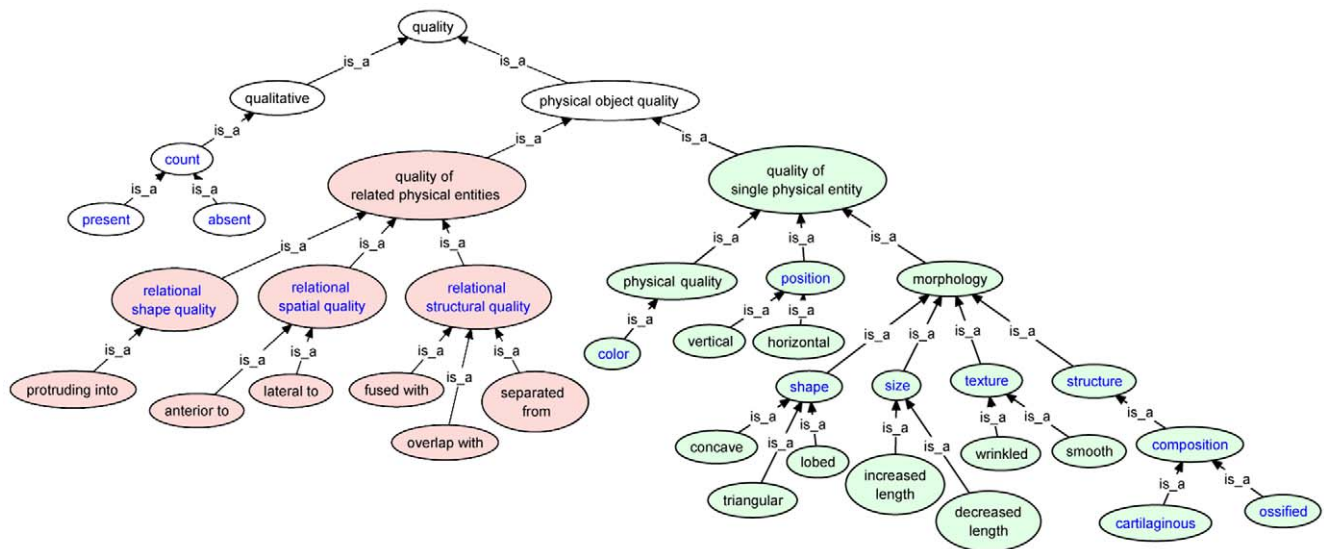 quality
is_a
is_a
qualitative
physical object quality
is_a
is_a
is_a
count
quality of
related physical entities
quality of
single physical entity
is_a
is_a
present
absent
is_a
is_a
is_a
is_a
is_a
is_a
relational
shape quality
relational
spatial quality
relational
structural quality
physical quality
position
morphology
is_a
is_a
is_a
is_a
is_a
is_a
is_a
is_a
vertical
horizontal
color
is_a
is_a
is_a
is_a
is_a
is_a
protruding into
anterior to
lateral to
fused with
overlap with
separated
from
shape
size
texture
structure
is_a
is_a
is_a
is_a
is_a
is_a
is_a
is_a
concave
triangular
lobed
increased
length
decreased
length
wrinkled
smooth
composition
is_a
is_a
cartilaginous
ossified